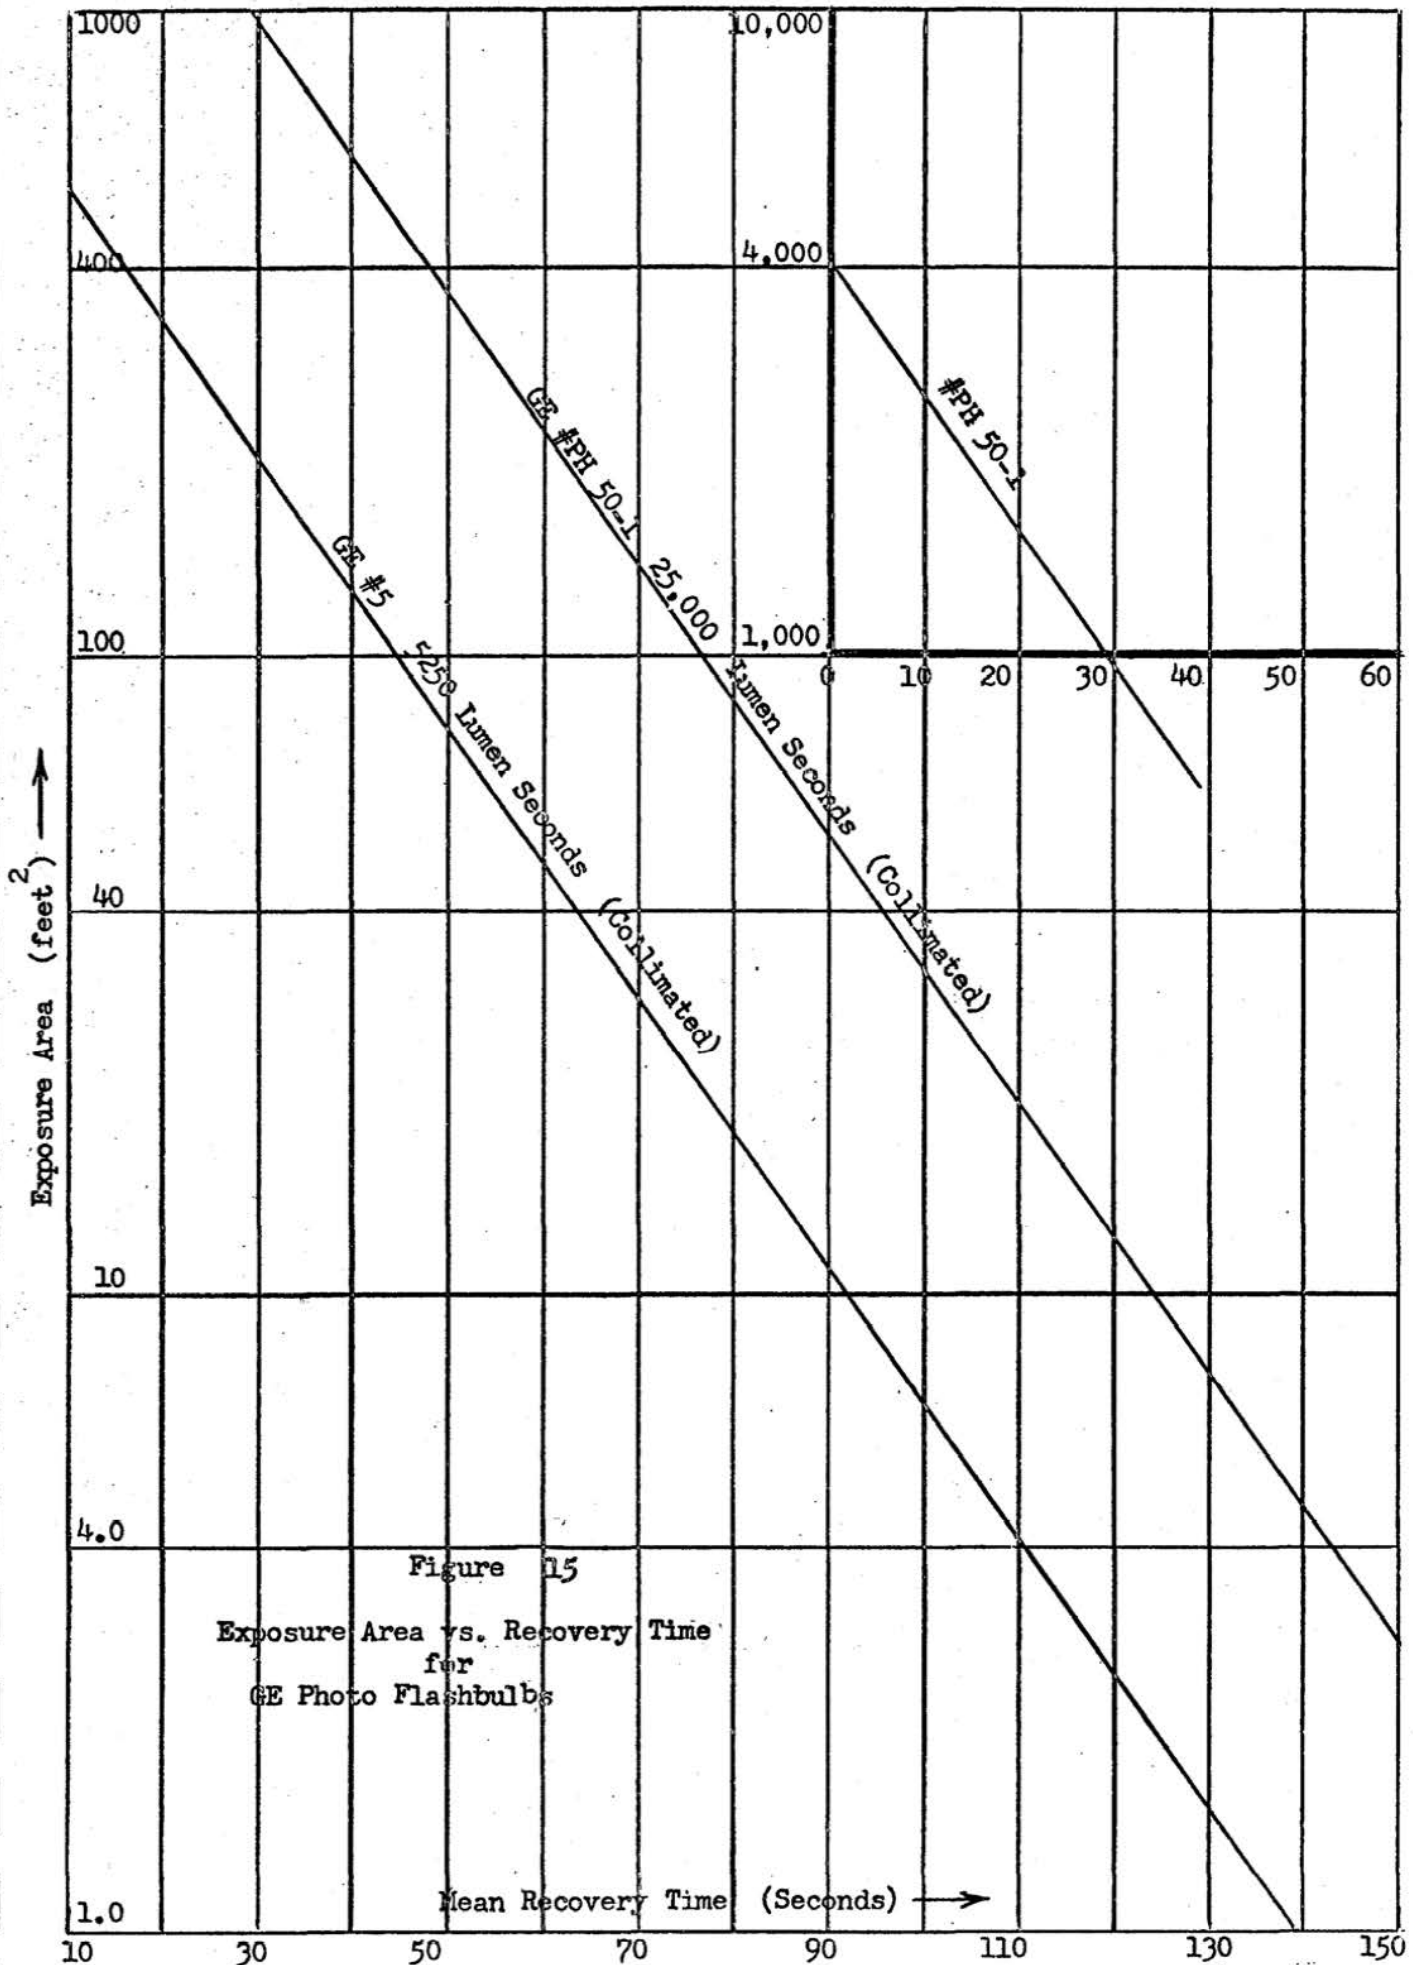 1000
10,000
400
4,000
#PH 50-1
GE #PH 50-1 25,000 Lumen Seconds (Collimated)
GE #5 5250 Lumen Seconds (Collimated)
100
1,000
0 10 20 30 40 50 60
40
Exposure Area (feet²)
10
4.0
Figure 15
Exposure Area vs. Recovery Time
for
GE Photo Flashbulbs
Mean Recovery Time (Seconds)
1.0
10 30 50 70 90 110 130 150